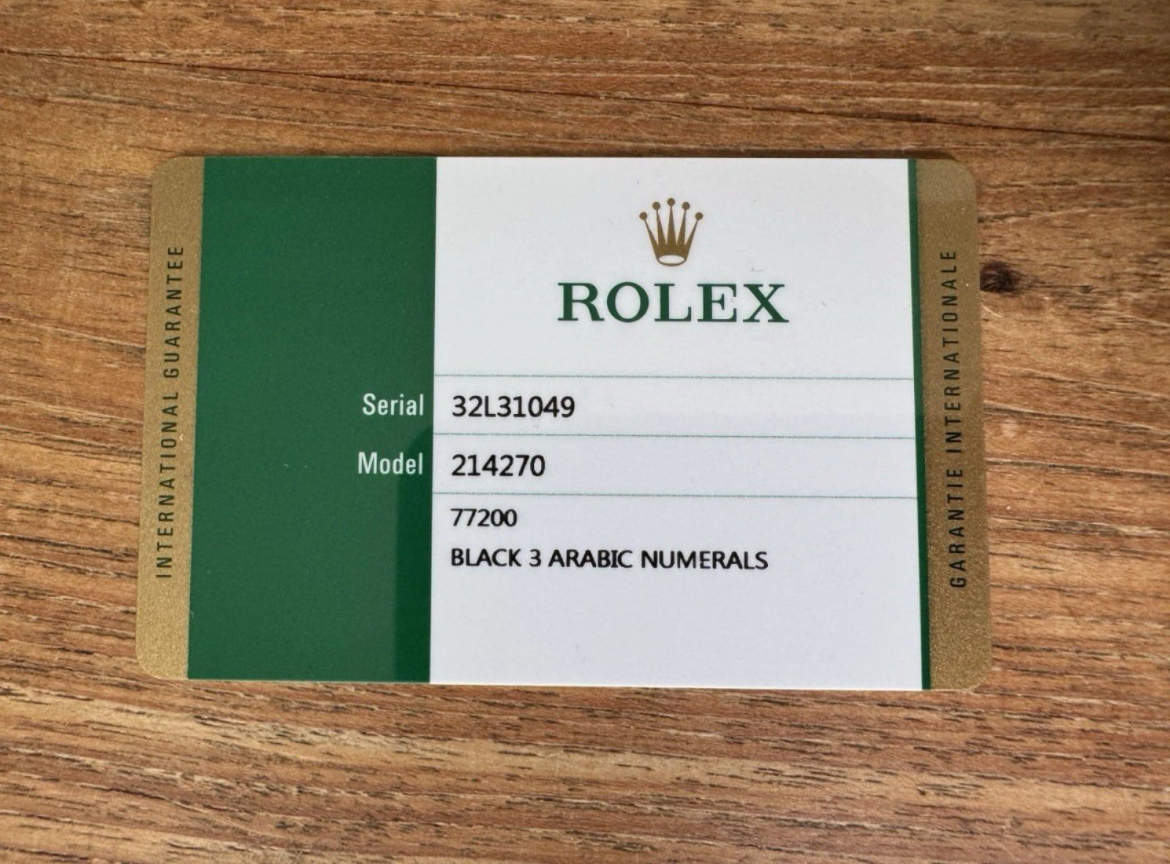 INTERNATIONAL GUARANTEE
ROLEX
Serial 32L31049
Model 214270
77200
BLACK 3 ARABIC NUMERALS
GARANTIE INTERNATIONALE